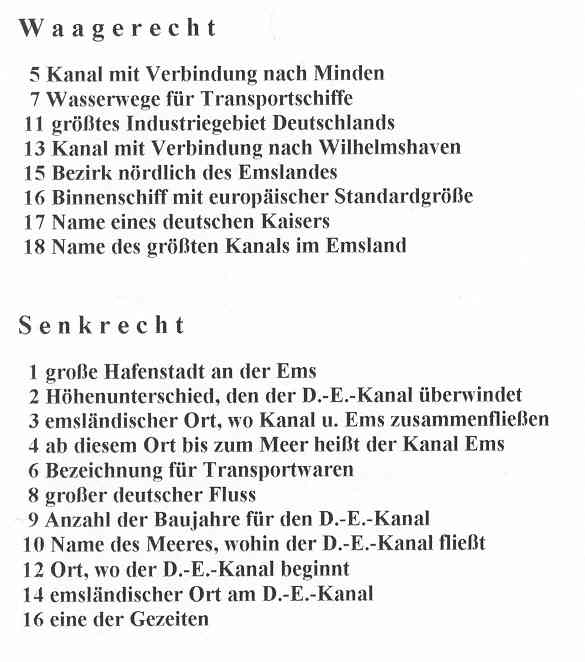 Waagerecht
5 Kanal mit Verbindung nach Minden
7 Wasserwege für Transportschiffe
11 größtes Industriegebiet Deutschlands
13 Kanal mit Verbindung nach Wilhelmshaven
15 Bezirk nördlich des Emslandes
16 Binnenschiff mit europäischer Standardgröße
17 Name eines deutschen Kaisers
18 Name des größten Kanals im Emsland
Senkrecht
1 große Hafenstadt an der Ems
2 Höhenunterschied, den der D.-E.-Kanal überwindet
3 emsländischer Ort, wo Kanal u. Ems zusammenfließen
4 ab diesem Ort bis zum Meer heißt der Kanal Ems
6 Bezeichnung für Transportwaren
8 großer deutscher Fluss
9 Anzahl der Baujahre für den D.-E.-Kanal
10 Name des Meeres, wohin der D.-E.-Kanal fließt
12 Ort, wo der D.-E.-Kanal beginnt
14 emsländischer Ort am D.-E.-Kanal
16 eine der Gezeiten